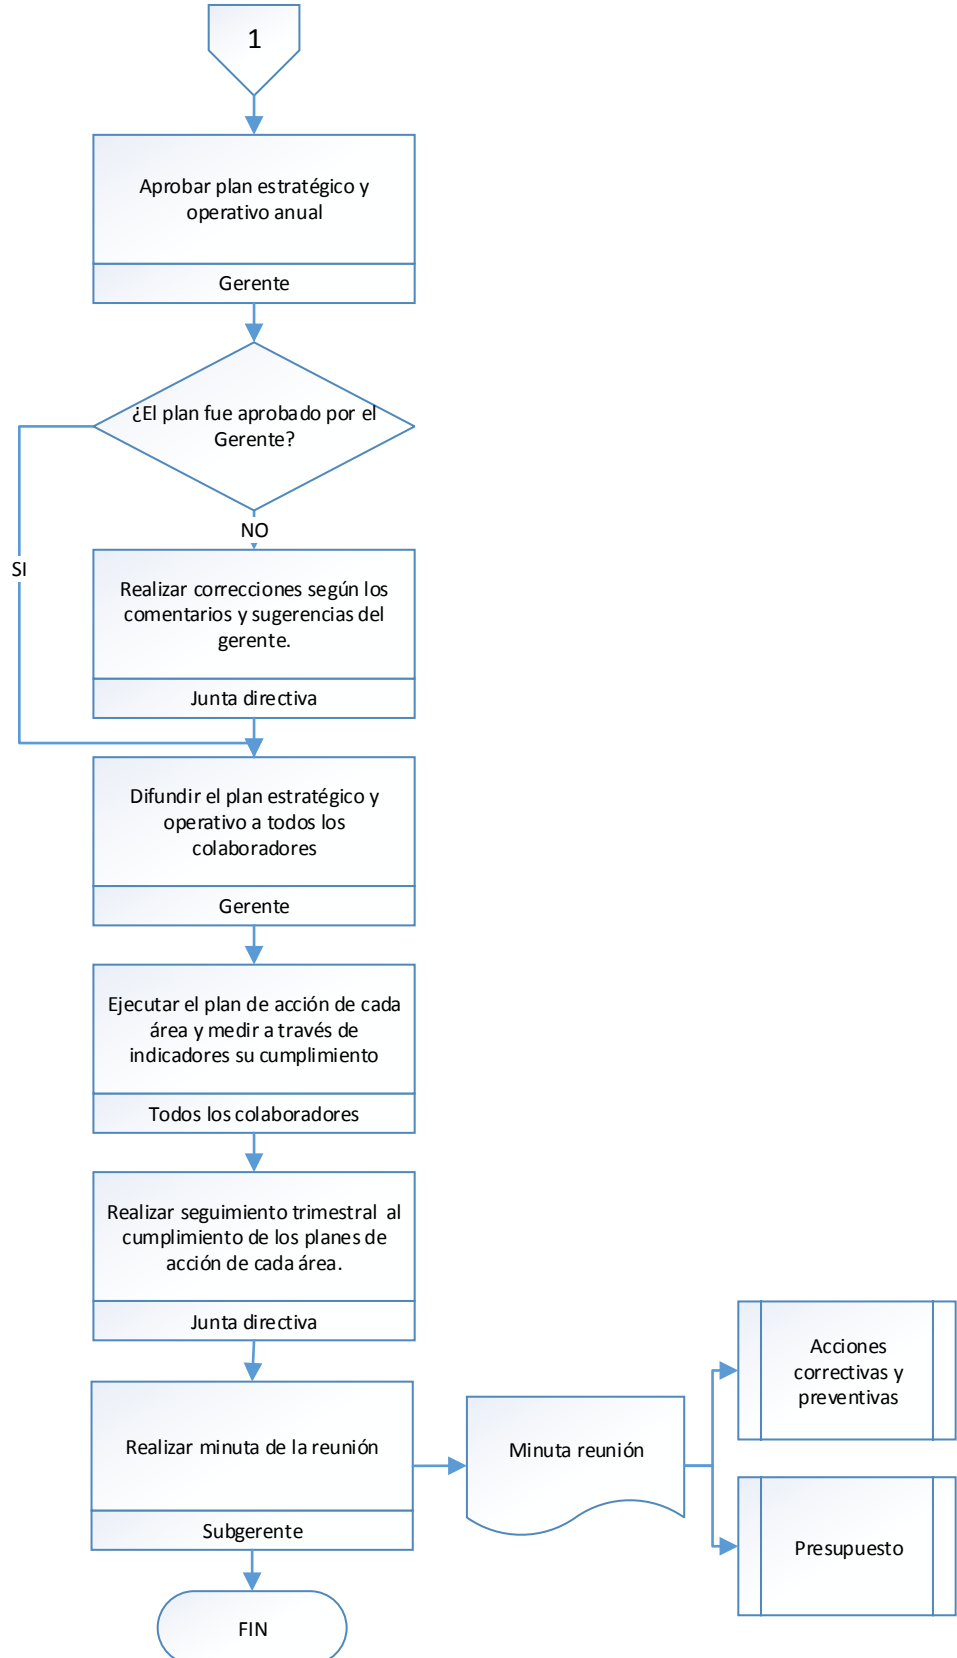 1
Aprobar plan estratégico y
operativo anual
Gerente
¿El plan fue aprobado por el
Gerente?
NO
SI
Realizar correcciones según los
comentarios y sugerencias del
gerente.
Junta directiva
Difundir el plan estratégico y
operativo a todos los
colaboradores
Gerente
Ejecutar el plan de acción de cada
área y medir a través de
indicadores su cumplimiento
Todos los colaboradores
Realizar seguimiento trimestral al
cumplimiento de los planes de
acción de cada área.
Junta directiva
Realizar minuta de la reunión
Subgerente
Minuta reunión
Acciones
correctivas y
preventivas
Presupuesto
FIN